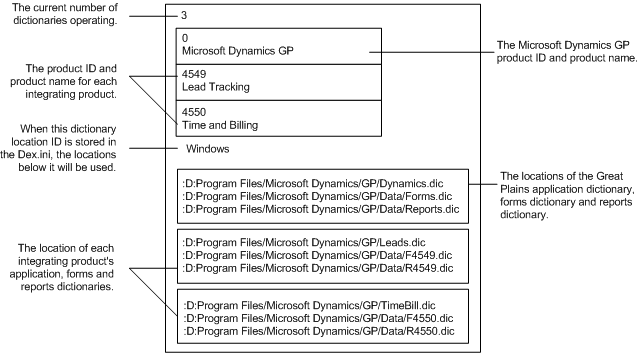 The current number of
dictionaries operating.
3
0
Microsoft Dynamics GP
The Microsoft Dynamics GP
product ID and product name.
The product ID and
product name for each
integrating product.
4549
Lead Tracking
4550
Time and Billing
When this dictionary
location ID is stored in
the Dex.ini, the locations
below it will be used.
Windows
:D:Program Files/Microsoft Dynamics/GP/Dynamics.dic
:D:Program Files/Microsoft Dynamics/GP/Data/Forms.dic
:D:Program Files/Microsoft Dynamics/GP/Data/Reports.dic
The locations of the Great
Plains application dictionary,
forms dictionary and reports
dictionary.
The location of each
integrating product's
application, forms and
reports dictionaries.
:D:Program Files/Microsoft Dynamics/GP/Leads.dic
:D:Program Files/Microsoft Dynamics/GP/Data/F4549.dic
:D:Program Files/Microsoft Dynamics/GP/Data/R4549.dic
:D:Program Files/Microsoft Dynamics/GP/TimeBill.dic
:D:Program Files/Microsoft Dynamics/GP/Data/F4550.dic
:D:Program Files/Microsoft Dynamics/GP/Data/R4550.dic